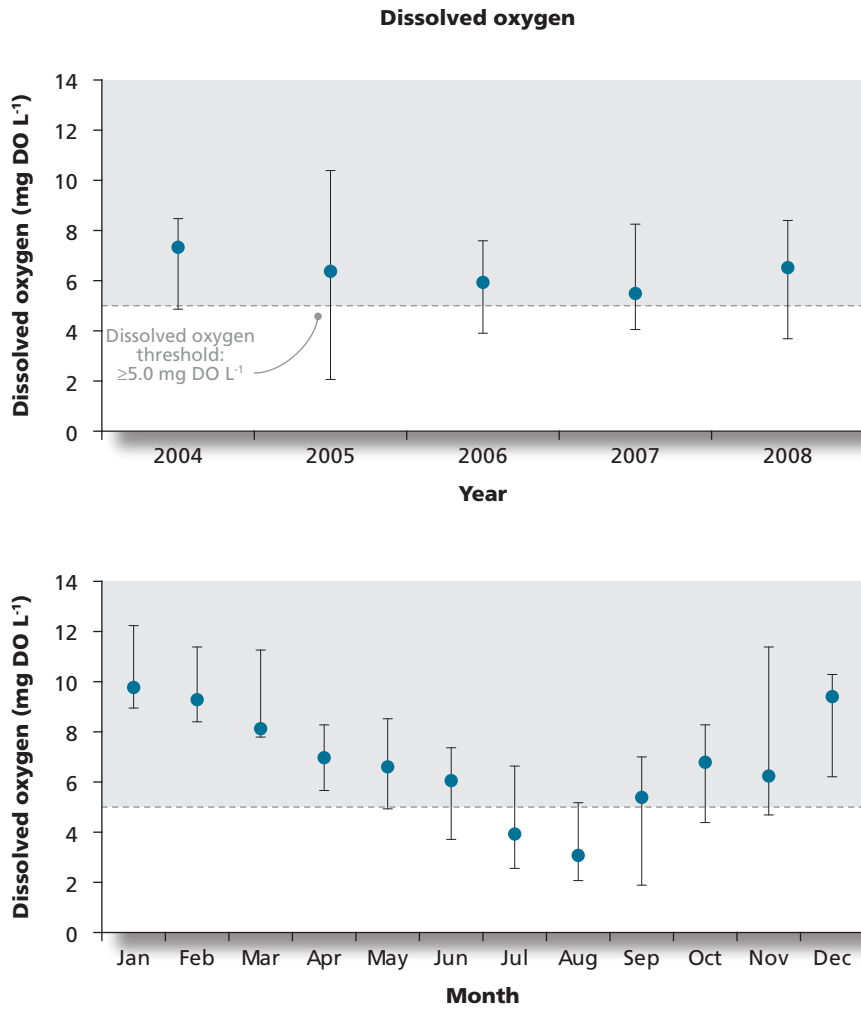 Dissolved oxygen
Dissolved oxygen (mg DO L⁻¹)
14
12
10
8
6
4
2
0
Dissolved oxygen
threshold:
≥5.0 mg DO L⁻¹
2004 2005 2006 2007 2008
Year
Dissolved oxygen (mg DO L⁻¹)
14
12
10
8
6
4
2
0
Jan Feb Mar Apr May Jun Jul Aug Sep Oct Nov Dec
Month